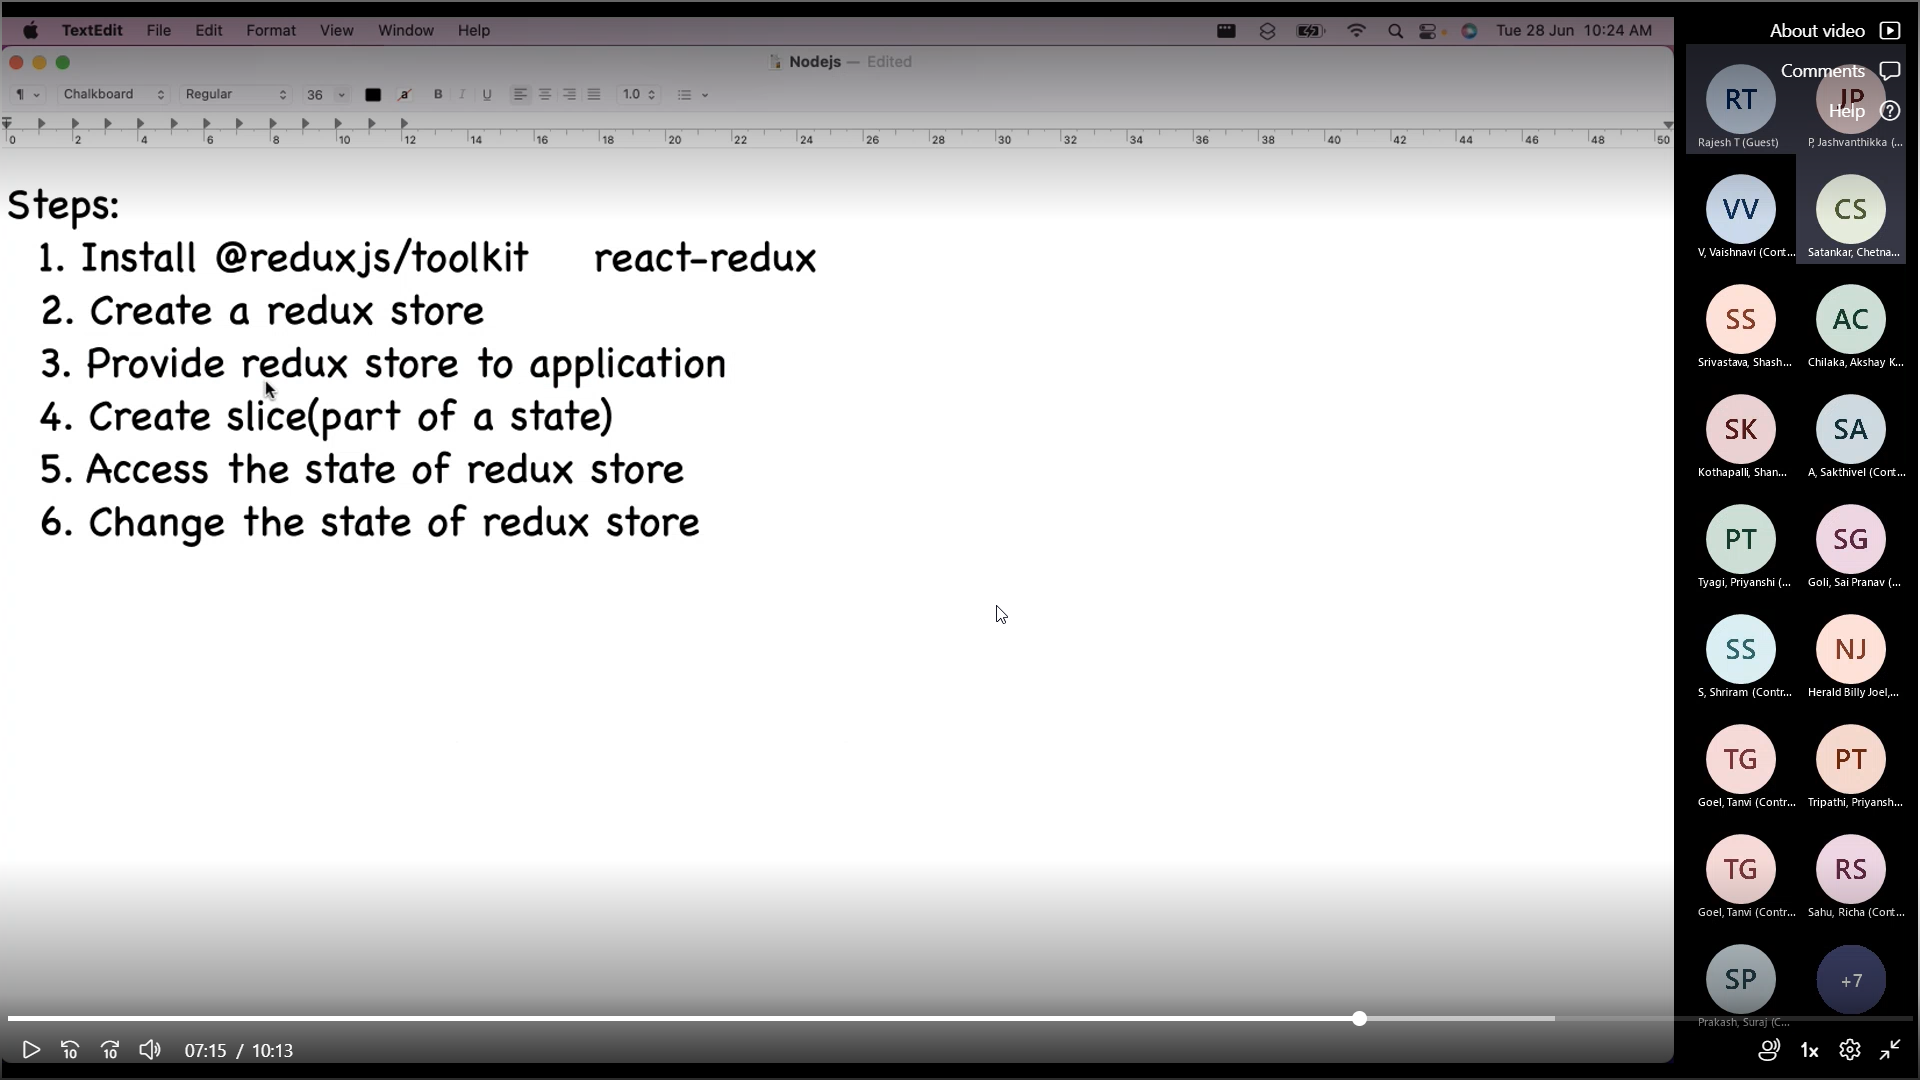 TextEdit File Edit Format View Window Help Tue 28 Jun 10:24 AM
Nodejs — Edited
¶ Chalkboard Regular 36 a B I U 1.0
0 2 4 6 8 10 12 14 16 18 20 22 24 26 28 30 32 34 36 38 40 42 44 46 48 50
Steps:
1. Install @reduxjs/toolkit react-redux
2. Create a redux store
3. Provide redux store to application
4. Create slice(part of a state)
5. Access the state of redux store
6. Change the state of redux store
About video
Comments
Help
RT JP
Rajesh T (Guest) P, Jashvanthikka (...
VV CS
V, Vaishnavi (Cont... Satankar, Chetna...
SS AC
Srivastava, Shash... Chilaka, Akshay K...
SK SA
Kothapalli, Shan... A, Sakthivel (Cont...
PT SG
Tyagi, Priyanshi (... Goli, Sai Pranav (...
SS NJ
S, Shriram (Contr... Herald Billy Joel,...
TG PT
Goel, Tanvi (Contr... Tripathi, Priyansh...
TG RS
Goel, Tanvi (Contr... Sahu, Richa (Cont...
SP +7
Prakash, Suraj (C...
10 10 07:15 / 10:13 1x